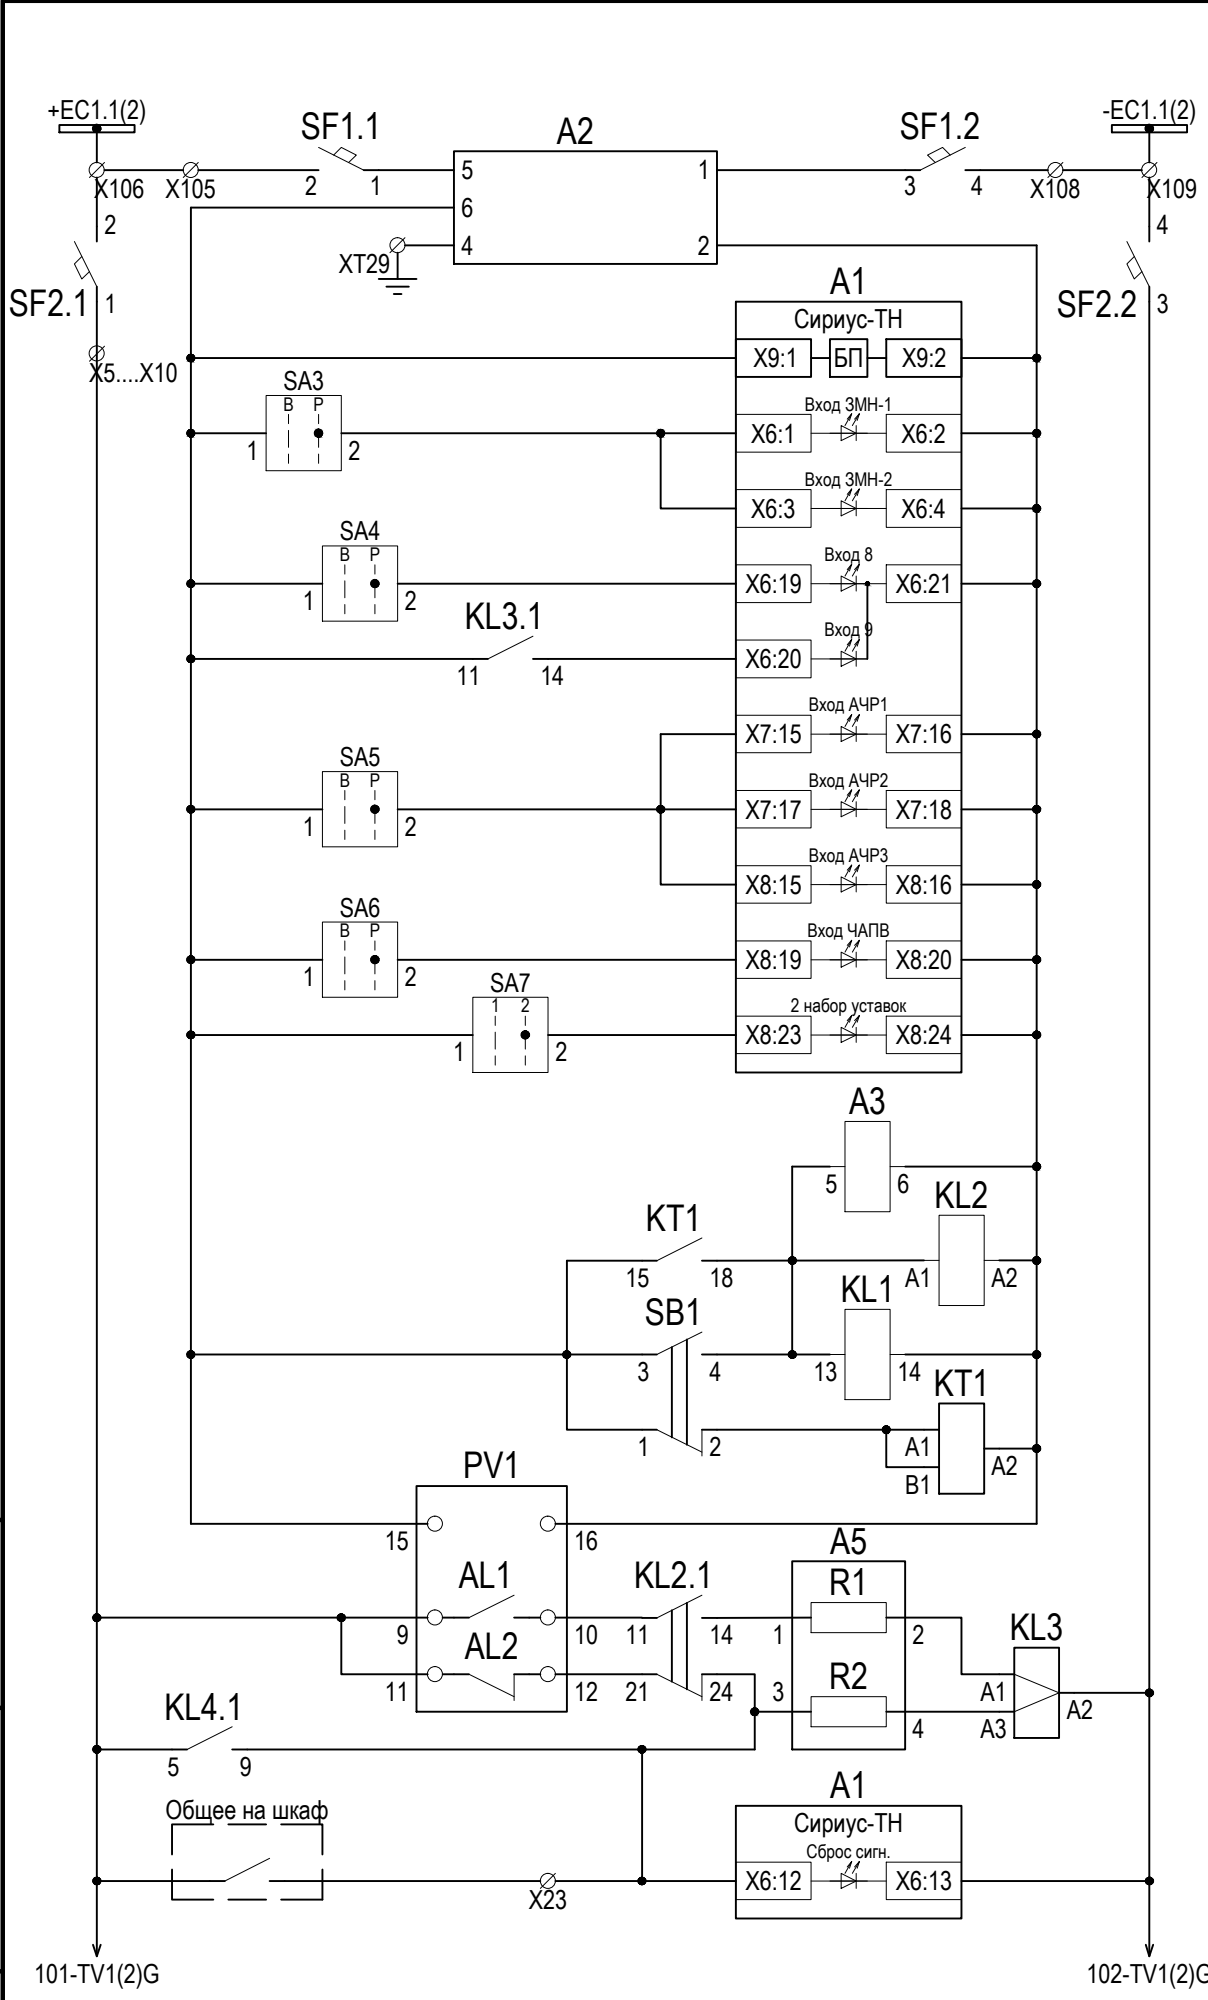 +EC1.1(2)
-EC1.1(2)
SF1.1
A2
SF1.2
X106
X105
2
1
5
1
3
4
X108
X109
2
6
4
XT29
4
2
SF2.1
1
A1
SF2.2
3
Сириус-ТН
X5....X10
X9:1
БП
X9:2
SA3
В Р
1
2
Вход ЗМН-1
X6:1
X6:2
Вход ЗМН-2
X6:3
X6:4
SA4
В Р
1
2
Вход 8
X6:19
X6:21
KL3.1
11
14
Вход 9
X6:20
Вход АЧР1
X7:15
X7:16
SA5
В Р
1
2
Вход АЧР2
X7:17
X7:18
Вход АЧР3
X8:15
X8:16
SA6
В Р
1
2
Вход ЧАПВ
X8:19
X8:20
SA7
1 2
1
2
2 набор уставок
X8:23
X8:24
A3
5
6
KL2
KT1
15
18
A1
A2
SB1
KL1
3
4
13
14
KT1
1
2
A1
A2
B1
PV1
15
16
A5
AL1
KL2.1
R1
9
10
11
14
1
2
KL3
AL2
R2
11
12
21
24
3
4
A1
A2
A3
KL4.1
5
9
Общее на шкаф
A1
Сириус-ТН
Сброс сигн.
X23
X6:12
X6:13
101-TV1(2)G
102-TV1(2)G